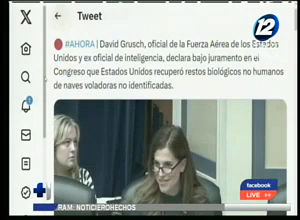 Tweet
12
#AHORA | David Grusch, oficial de la Fuerza Aérea de los Estados
Unidos y ex oficial de inteligencia, declara bajo juramento en el
Congreso que Estados Unidos recuperó restos biológicos no humanos
de naves voladoras no identificadas.
facebook
LIVE
RAM: NOTICIEROHECHOS